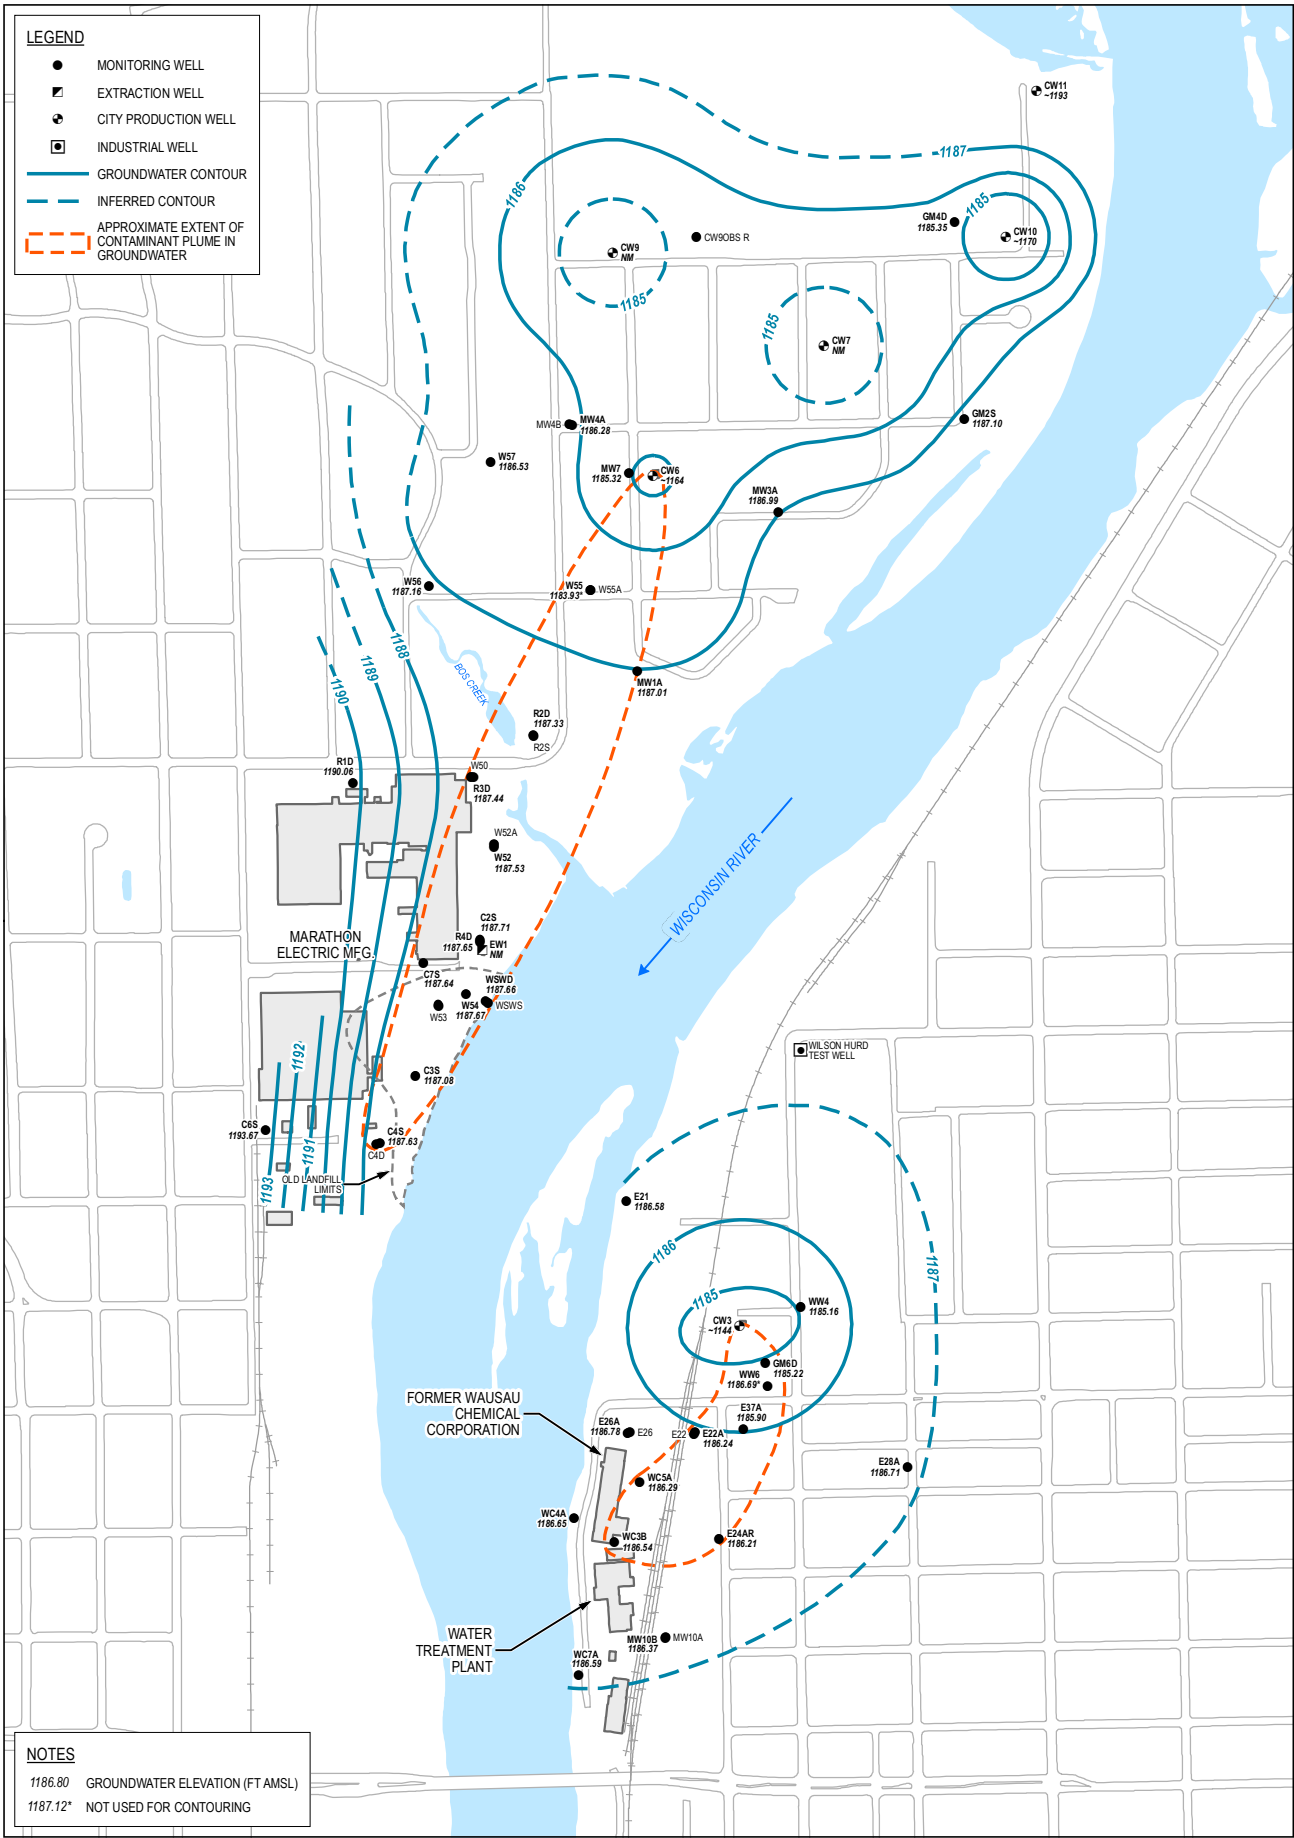 LEGEND
MONITORING WELL
EXTRACTION WELL
CITY PRODUCTION WELL
INDUSTRIAL WELL
GROUNDWATER CONTOUR
INFERRED CONTOUR
APPROXIMATE EXTENT OF
CONTAMINANT PLUME IN
GROUNDWATER
CW11
~1193
1187
1186
1185
GM4D
1185.35
CW10
~1170
CW9OBS R
CW9
NM
1185
1185
CW7
NM
GM2S
1187.10
MW4B
MW4A
1186.28
W57
1186.53
MW7
1185.32
CW6
~1164
MW3A
1186.99
W56
1187.16
W55
1183.93*
W55A
1188
1189
1190
BOS CREEK
MW1A
1187.01
R2D
1187.33
R2S
R1D
1190.06
W50
R3D
1187.44
W52A
W52
1187.53
WISCONSIN RIVER
C2S
1187.71
R4D
1187.65
EW1
NM
MARATHON
ELECTRIC MFG.
C7S
1187.64
WSWD
1187.66
W54
1187.67
WSWS
W53
1192
1191
1193
C3S
1187.08
C6S
1193.67
C4S
1187.63
C4D
OLD LANDFILL
LIMITS
WILSON HURD
TEST WELL
E21
1186.58
1186
1187
1185
WW4
1185.16
CW3
~1144
GM6D
1185.22
WW6
1186.69*
FORMER WAUSAU
CHEMICAL
CORPORATION
E37A
1185.90
E26A
1186.78
E26
E22
E22A
1186.24
E28A
1186.71
WC5A
1186.29
WC4A
1186.65
WC3B
1186.54
E24AR
1186.21
WATER
TREATMENT
PLANT
MW10B
1186.37
MW10A
WC7A
1186.59
NOTES
1186.80 GROUNDWATER ELEVATION (FT AMSL)
1187.12* NOT USED FOR CONTOURING